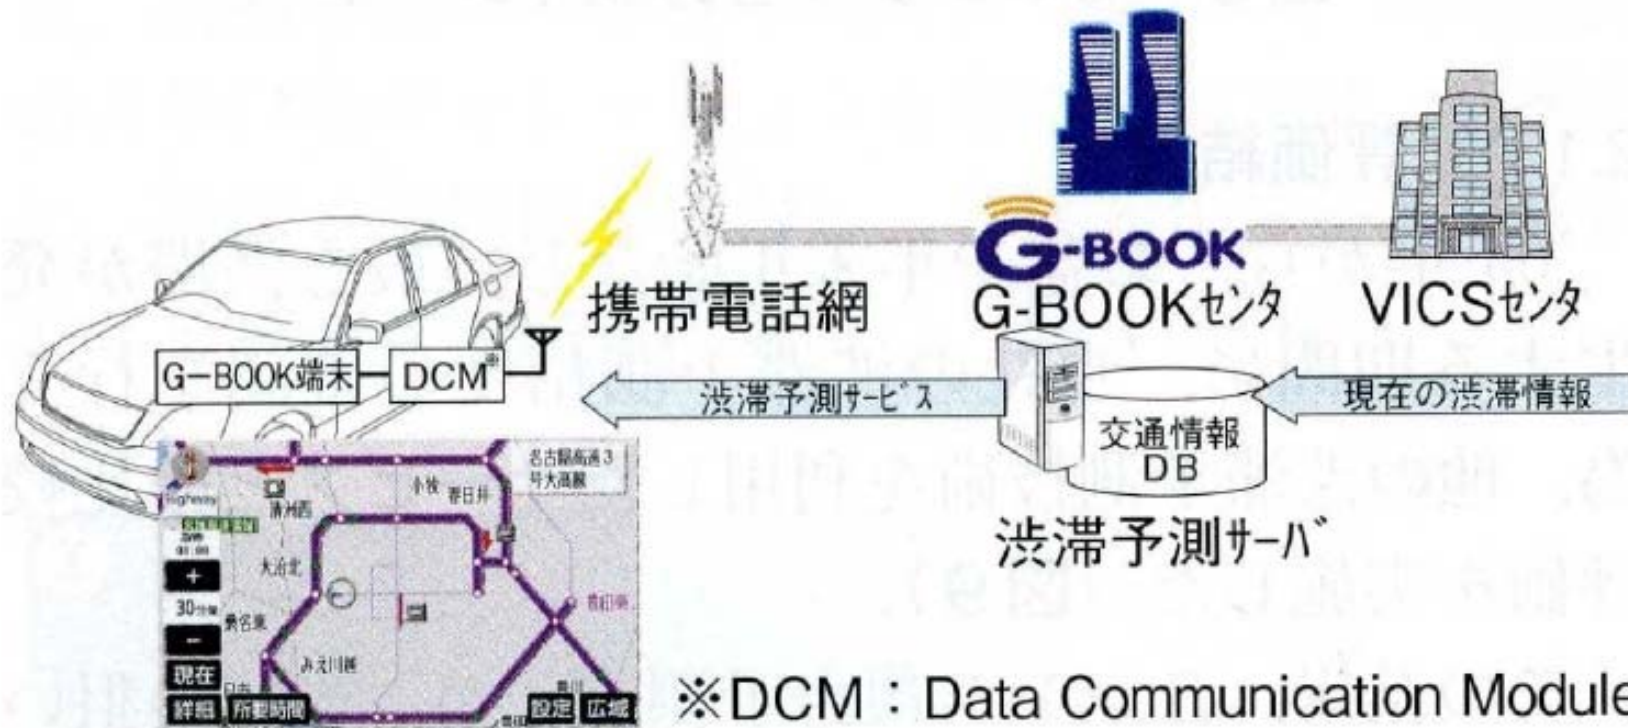 携帯電話網
G-BOOK
G-BOOKセンタ
VICSセンタ
G-BOOK端末
DCM※
渋滞予測サービス
交通情報
DB
現在の渋滞情報
渋滞予測サーバ
名古屋高速3
号大高線
Highway
小牧
春日井
清洲西
大治北
+
30分後
桑名東
-
みえ川越
現在
詳細
所要時間
豊田
設定
広域
※DCM：Data Communication Module